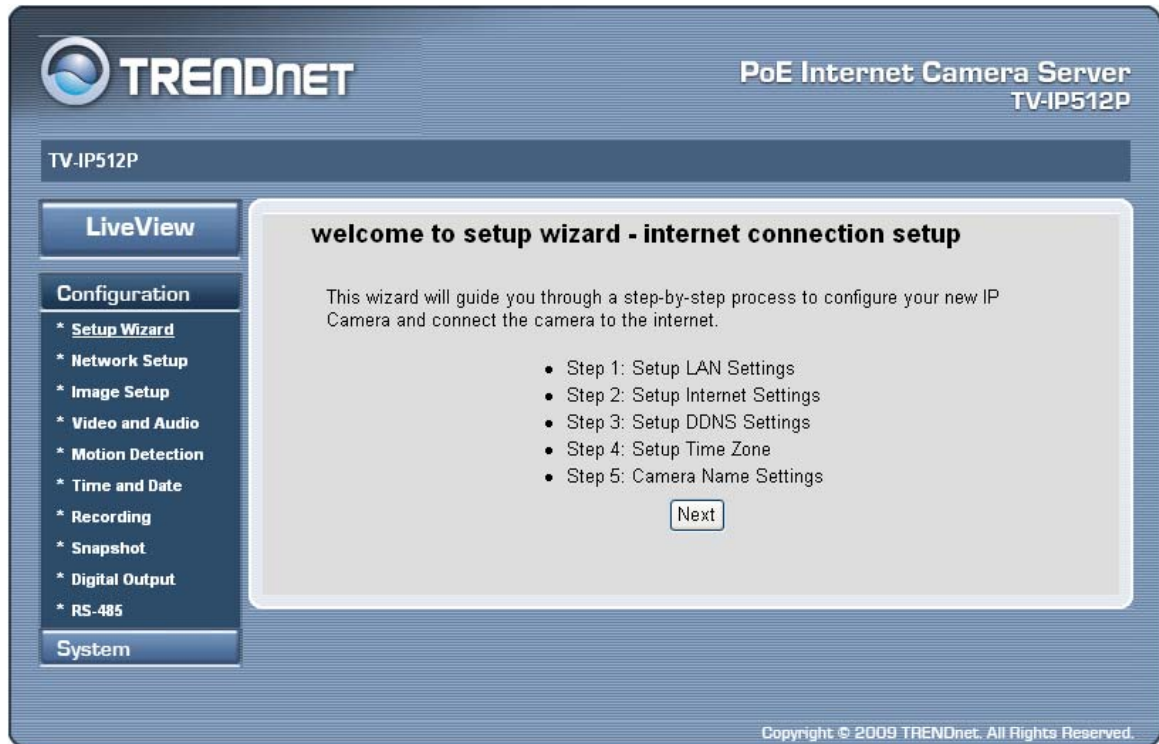 TRENDNET
PoE Internet Camera Server
TV-IP512P
TV-IP512P
LiveView
Configuration
* Setup Wizard
* Network Setup
* Image Setup
* Video and Audio
* Motion Detection
* Time and Date
* Recording
* Snapshot
* Digital Output
* RS-485
System
welcome to setup wizard - internet connection setup
This wizard will guide you through a step-by-step process to configure your new IP
Camera and connect the camera to the internet.
• Step 1: Setup LAN Settings
• Step 2: Setup Internet Settings
• Step 3: Setup DDNS Settings
• Step 4: Setup Time Zone
• Step 5: Camera Name Settings
Next
Copyright © 2009 TRENDnet. All Rights Reserved.